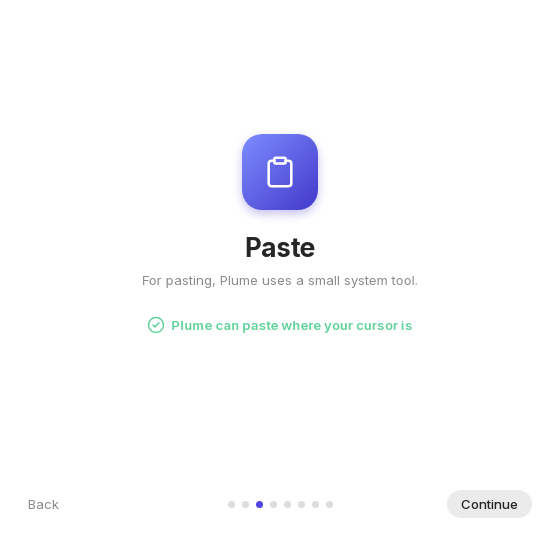 Paste
For pasting, Plume uses a small system tool.
Plume can paste where your cursor is
Back
Continue